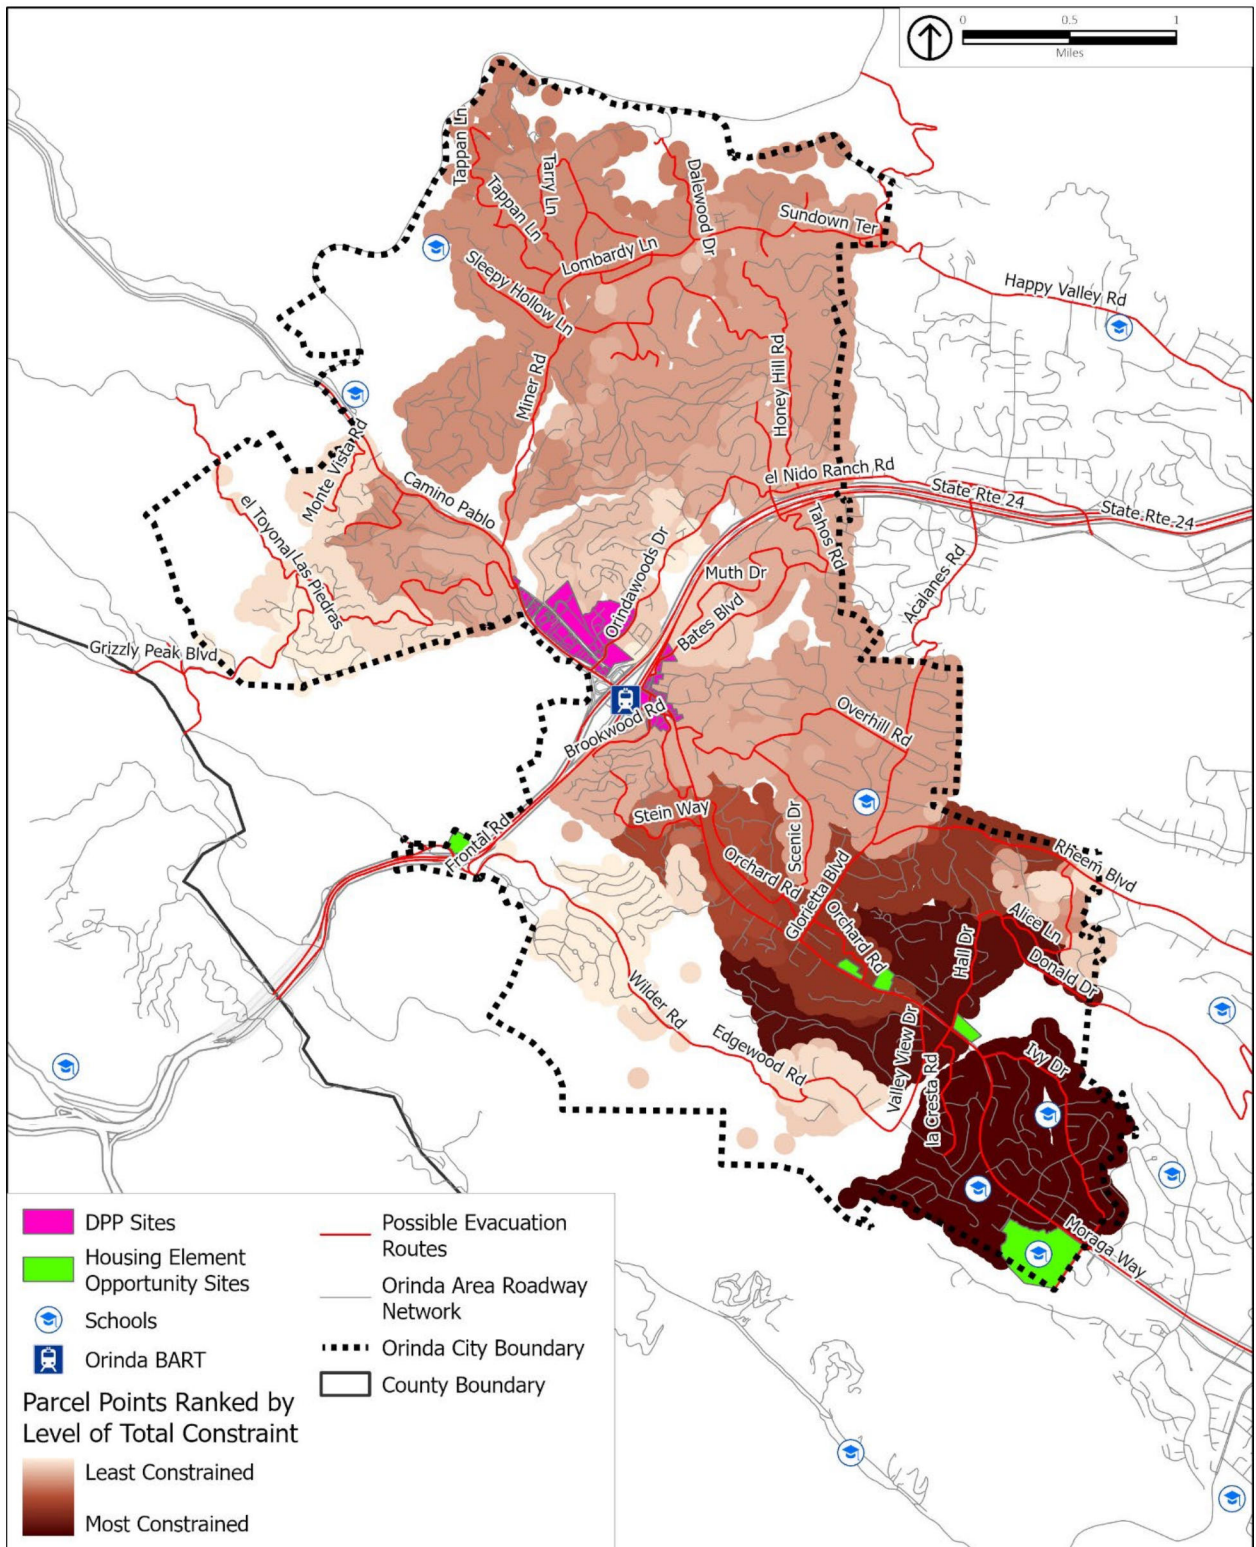 0 0.5 1
Miles
Tappan Ln
Tarry Ln
Dalewood Dr
Tappan Ln
Sundown Ter
Lombardy Ln
Sleepy Hollow Ln
Happy Valley Rd
Miner Rd
Honey Hill Rd
Monte Vista Rd
el Nido Ranch Rd
State Rte 24
State Rte 24
Camino Pablo
el Toyonal
Las Piedras
Orindawoods Dr
Tahos Rd
Muth Dr
Bates Blvd
Acalanes Rd
Grizzly Peak Blvd
Overhill Rd
Brookwood Rd
Stein Way
Scenic Dr
Frontal Rd
Orchard Rd
Glorietta Blvd
Rheem Blvd
Orchard Rd
Alice Ln
Hall Dr
Donald Dr
Wilder Rd
Edgewood Rd
Valley View Dr
la Cresta Rd
Ivy Dr
Moraga Way
DPP Sites
Housing Element
Opportunity Sites
Schools
Orinda BART
Parcel Points Ranked by
Level of Total Constraint
Least Constrained
Most Constrained
Possible Evacuation
Routes
Orinda Area Roadway
Network
Orinda City Boundary
County Boundary